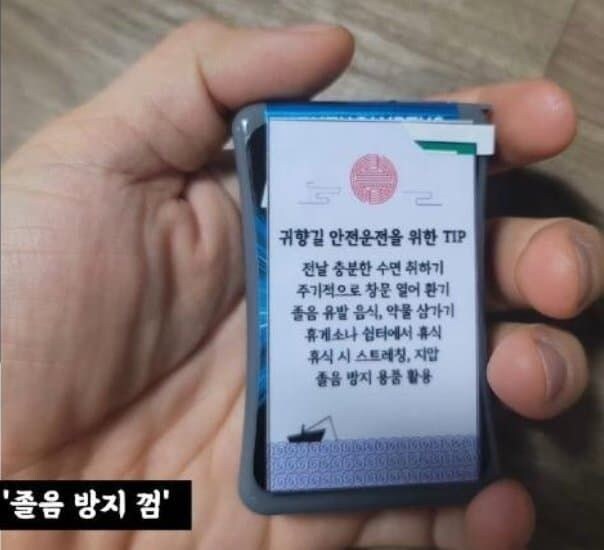 귀향길 안전운전을 위한 TIP
전날 충분한 수면 취하기
주기적으로 창문 열어 환기
졸음 유발 음식, 약물 삼가기
휴게소나 쉼터에서 휴식
휴식 시 스트레칭, 지압
졸음 방지 용품 활용
'졸음 방지 껌'